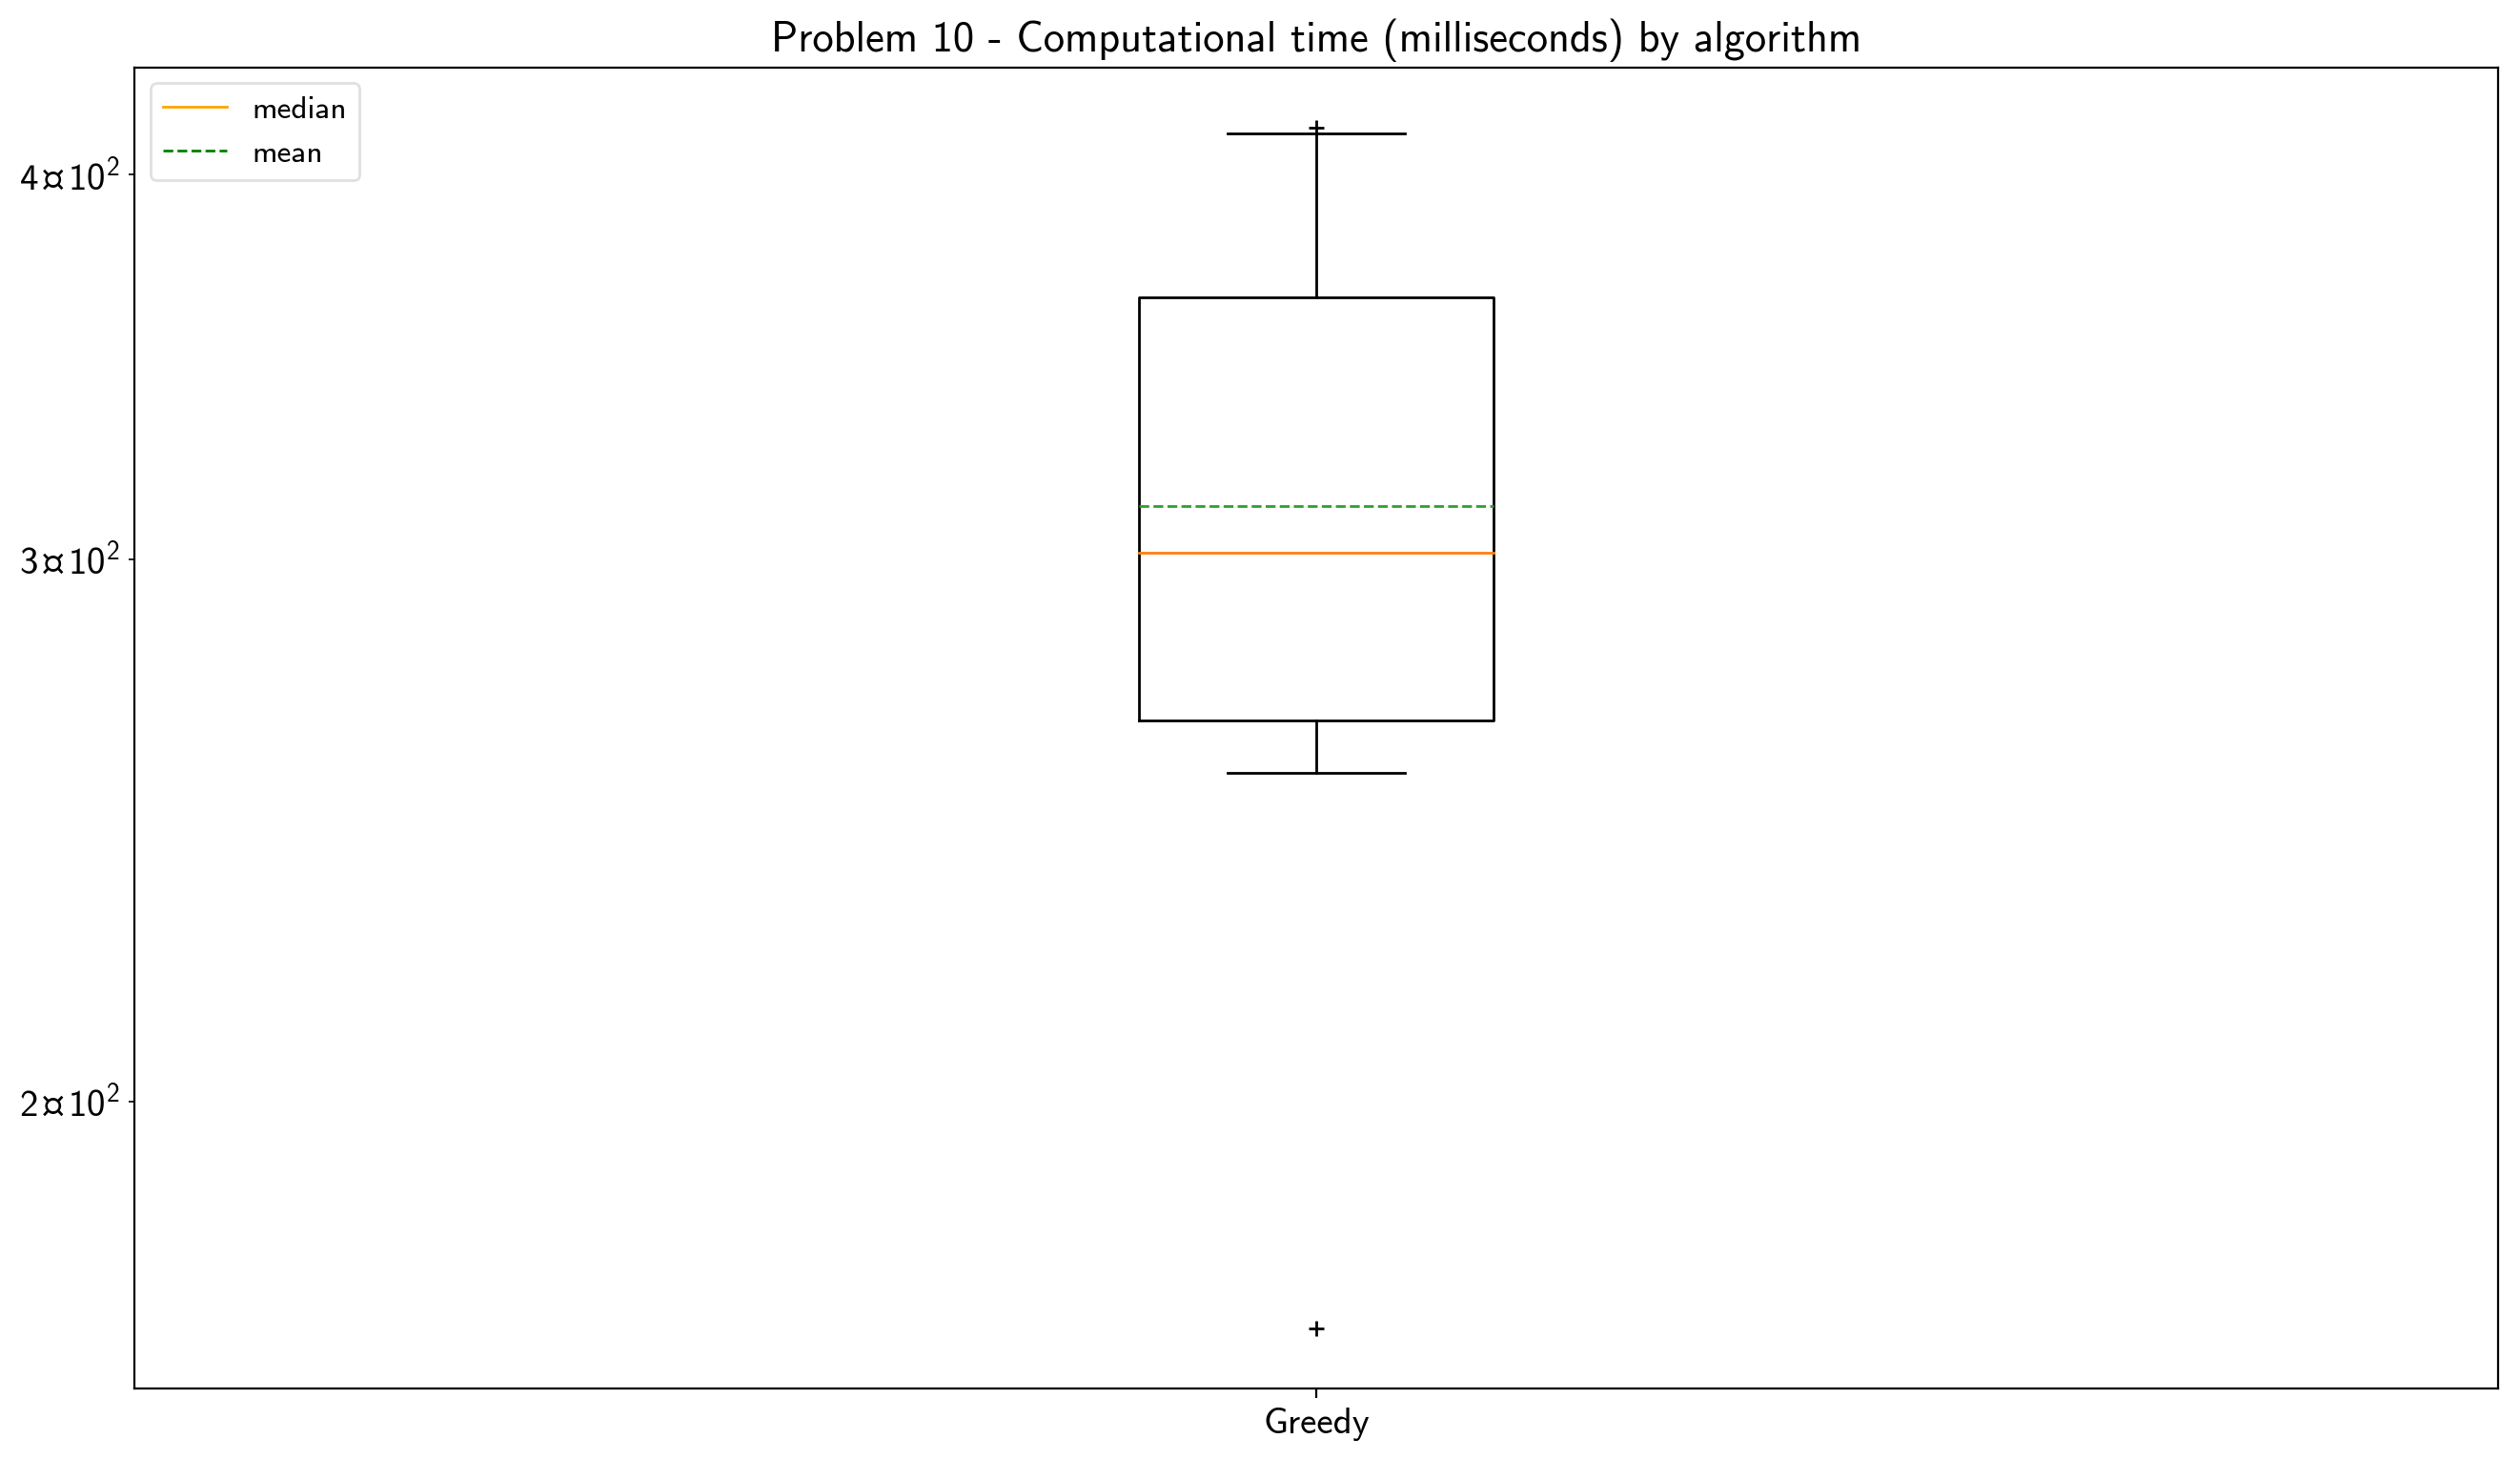 Problem 10 - Computational time (milliseconds) by algorithm
median
mean
4¤10²
3¤10²
2¤10²
Greedy